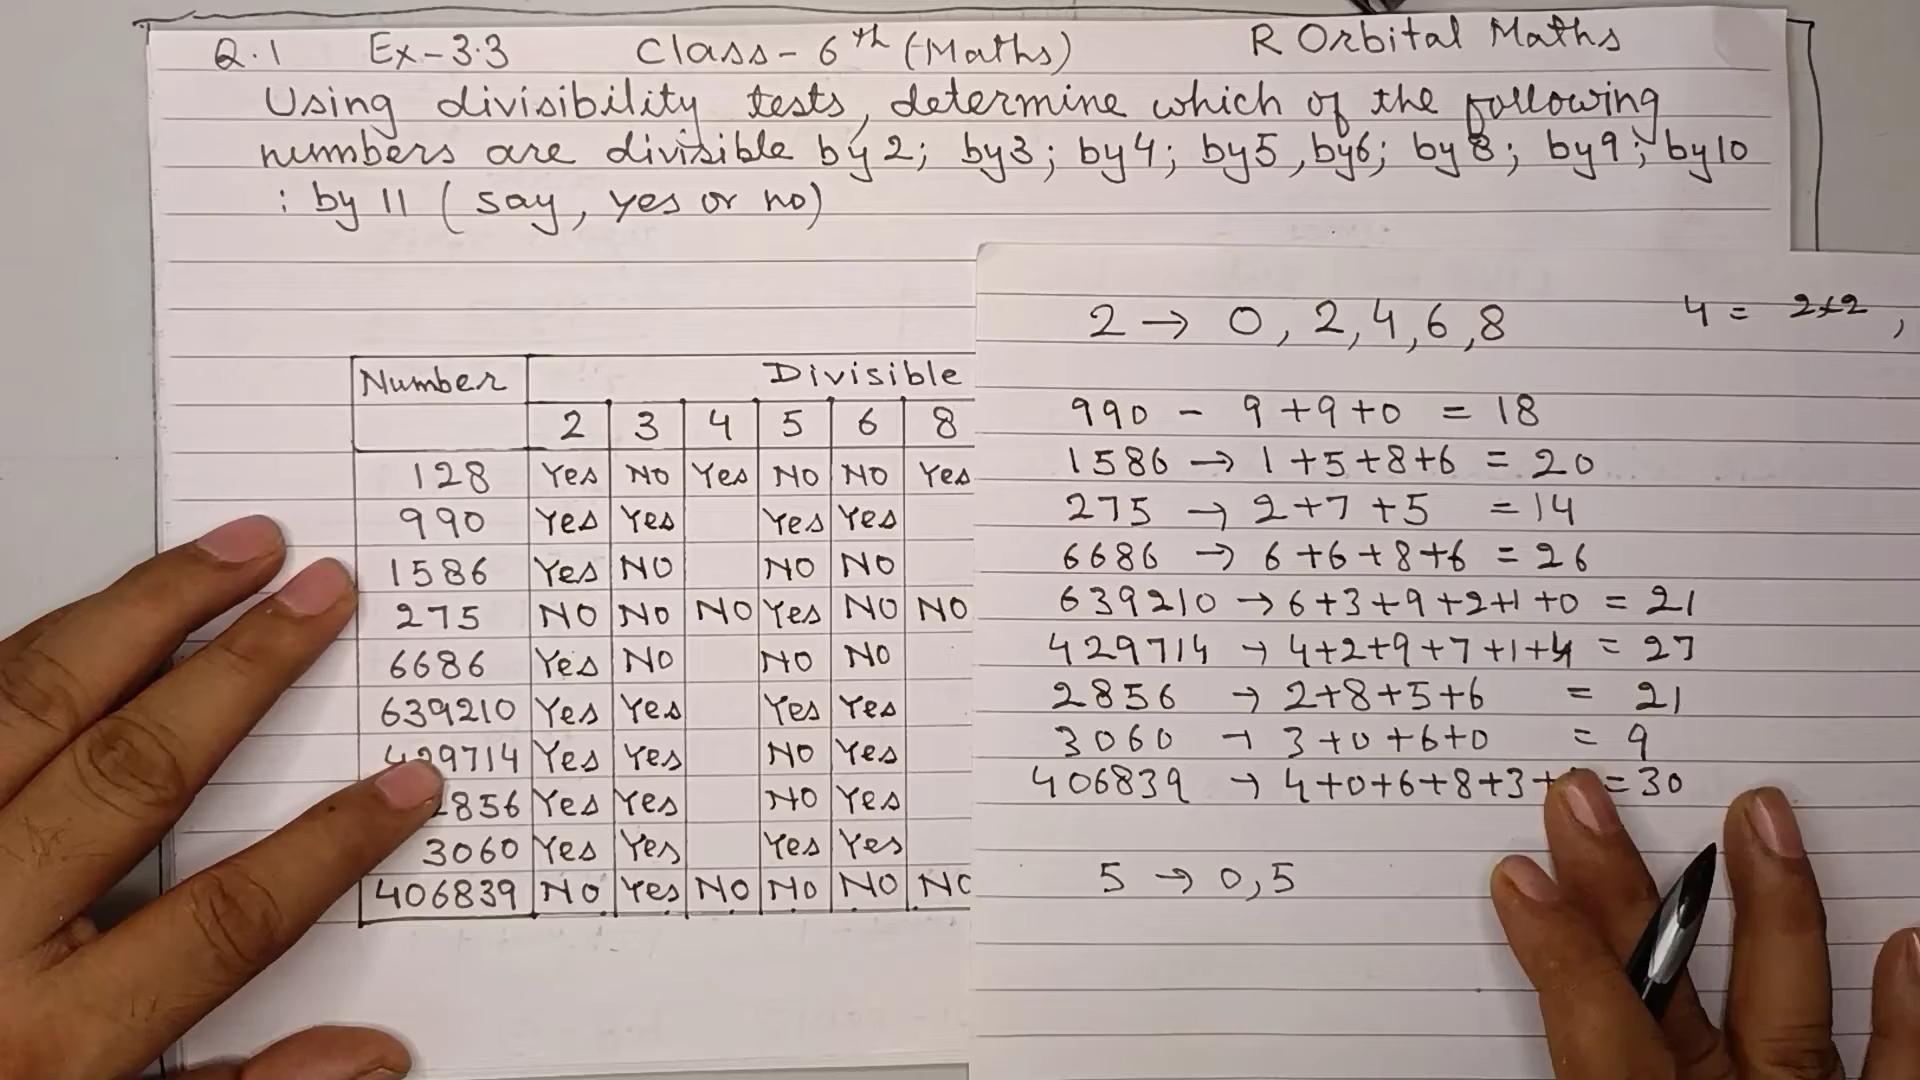 Q.1 Ex-3.3 Class-6th (Maths) R Orbital Maths
Using divisibility tests, determine which of the following
numbers are divisible by 2; by 3; by 4; by 5, by 6; by 8; by 9; by 10
; by 11 (say, yes or no)
2 → 0, 2, 4, 6, 8 4 = 2×2,
Number Divisible
2 3 4 5 6 8
128 Yes No Yes No No Yes
990 Yes Yes Yes Yes
1586 Yes NO NO NO
275 NO NO NO Yes NO NO
6686 Yes NO NO NO
639210 Yes Yes Yes Yes
429714 Yes Yes NO Yes
856 Yes Yes NO Yes
3060 Yes Yes Yes Yes
406839 NO Yes NO NO NO NO
990 - 9+9+0 = 18
1586 → 1+5+8+6 = 20
275 → 2+7+5 = 14
6686 → 6+6+8+6 = 26
639210 → 6+3+9+2+1+0 = 21
429714 → 4+2+9+7+1+4 = 27
2856 → 2+8+5+6 = 21
3060 → 3+0+6+0 = 9
406839 → 4+0+6+8+3+ = 30
5 → 0, 5